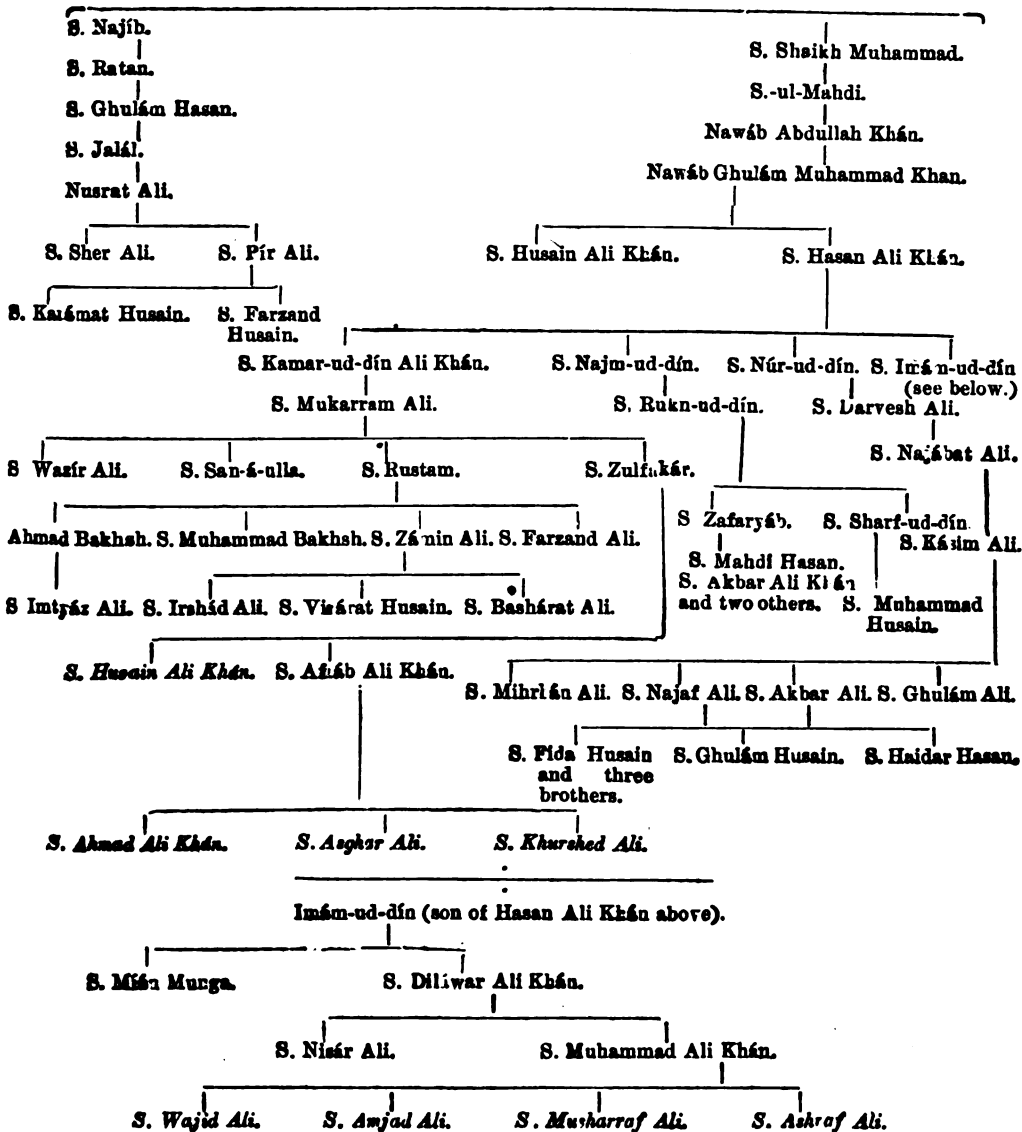 S. Najíb.
S. Shaikh Muhammad.
S. Ratan.
S.-ul-Mahdi.
S. Ghulám Hasan.
Nawáb Abdullah Khán.
S. Jalál.
Nawáb Ghulám Muhammad Khan.
Nusrat Ali.
S. Sher Ali. S. Pír Ali. S. Husain Ali Khán. S. Hasan Ali Khán.
S. Karámat Husain. S. Farzand
Husain.
S. Kamar-ud-dín Ali Khán. S. Najm-ud-dín. S. Núr-ud-dín. S. Imám-ud-dín
(see below.)
S. Mukarram Ali. S. Rukn-ud-dín. S. Darvesh Ali.
S. Najábat Ali.
S Wazír Ali. S. San-á-ulla. S. Rustam. S. Zulfikár.
S Zafaryáb. S. Sharf-ud-dín
S. Kásim Ali.
Ahmad Bakhsh. S. Muhammad Bakhsh. S. Zámin Ali. S. Farzand Ali.
S. Mahdi Hasan.
S. Akbar Ali Khán
and two others. S. Muhammad
Husain.
S Imtyáz Ali. S. Irshád Ali. S. Vizárat Husain. S. Bashárat Ali.
S. Husain Ali Khán. S. Aftáb Ali Khán.
S. Mihrbán Ali. S. Najaf Ali. S. Akbar Ali. S. Ghulám Ali.
S. Fida Husain S. Ghulám Husain. S. Haidar Hasan.
and three
brothers.
S. Ahmad Ali Khán. S. Asghar Ali. S. Khurshed Ali.
Imám-ud-dín (son of Hasan Ali Khán above).
S. Mián Munga. S. Diláwar Ali Khán.
S. Nisár Ali. S. Muhammad Ali Khán.
S. Wajid Ali. S. Amjad Ali. S. Musharraf Ali. S. Ashraf Ali.